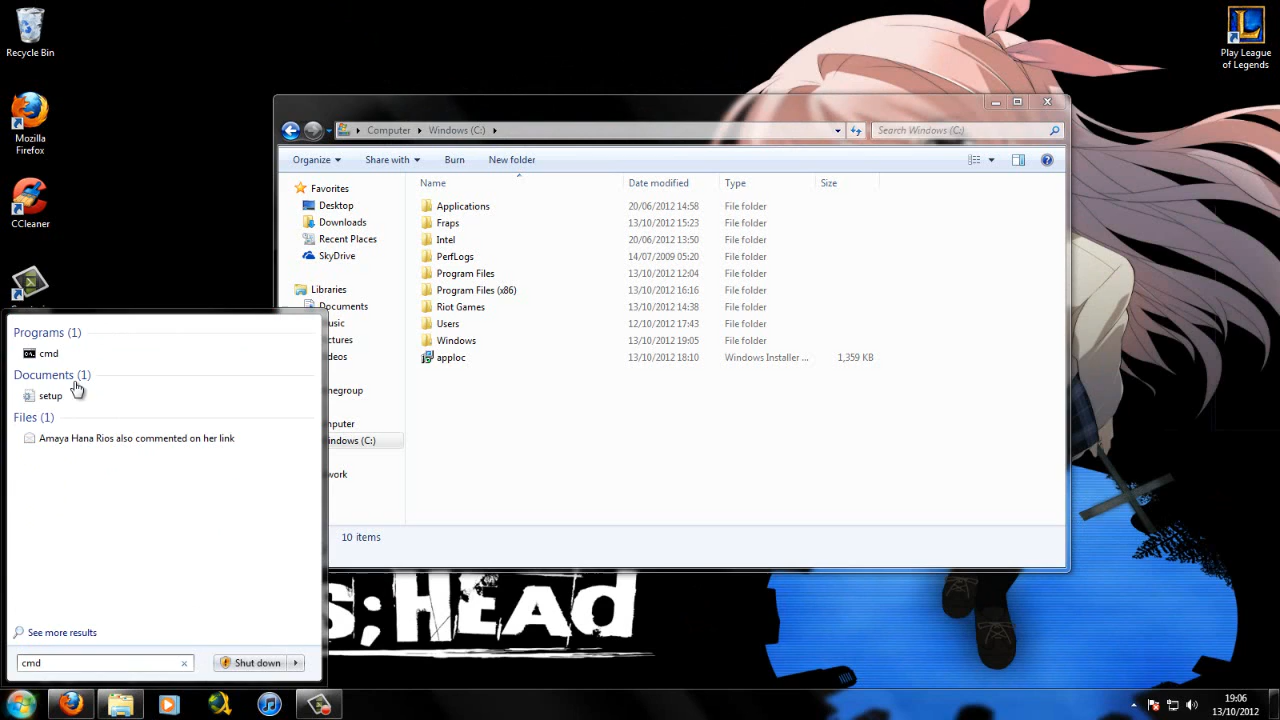 Recycle Bin
Mozilla
Firefox
CCleaner
Play League
of Legends
Computer
Windows (C:)
Search Windows (C:)
Organize
Share with
Burn
New folder
Name
Date modified
Type
Size
Favorites
Desktop
Downloads
Recent Places
SkyDrive
Libraries
Documents
usic
ctures
deos
megroup
mputer
indows (C:)
work
Applications 20/06/2012 14:58 File folder
Fraps 13/10/2012 15:23 File folder
Intel 20/06/2012 13:50 File folder
PerfLogs 14/07/2009 05:20 File folder
Program Files 13/10/2012 12:04 File folder
Program Files (x86) 13/10/2012 16:16 File folder
Riot Games 13/10/2012 14:38 File folder
Users 12/10/2012 17:43 File folder
Windows 13/10/2012 19:05 File folder
apploc 13/10/2012 18:10 Windows Installer ... 1,359 KB
10 items
Programs (1)
cmd
Documents (1)
setup
Files (1)
Amaya Hana Rios also commented on her link
See more results
cmd
Shut down
S;HEAd
19:06
13/10/2012